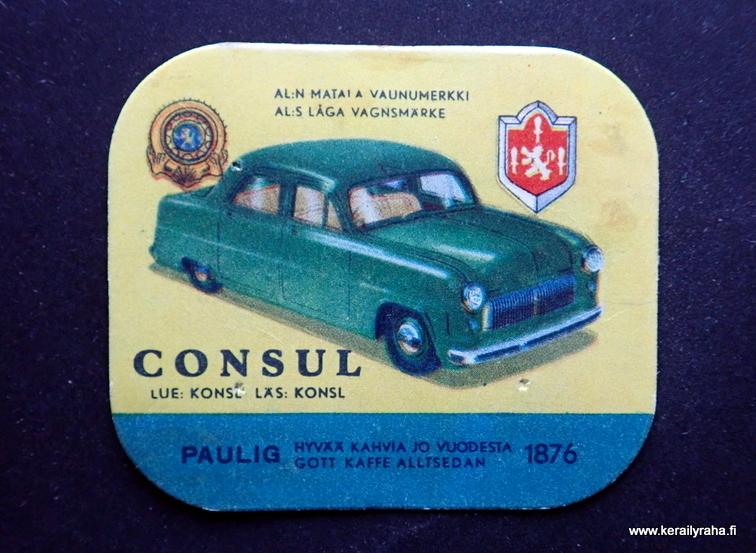 AL:N MATALA VAUNUMERKKI
AL:S LÅGA VAGNSMÄRKE
CONSUL
LUE: KONSL LÄS: KONSL
PAULIG HYVÄÄ KAHVIA JO VUODESTA 1876
GOTT KAFFE ALLTSEDAN
www.kerailyraha.fi